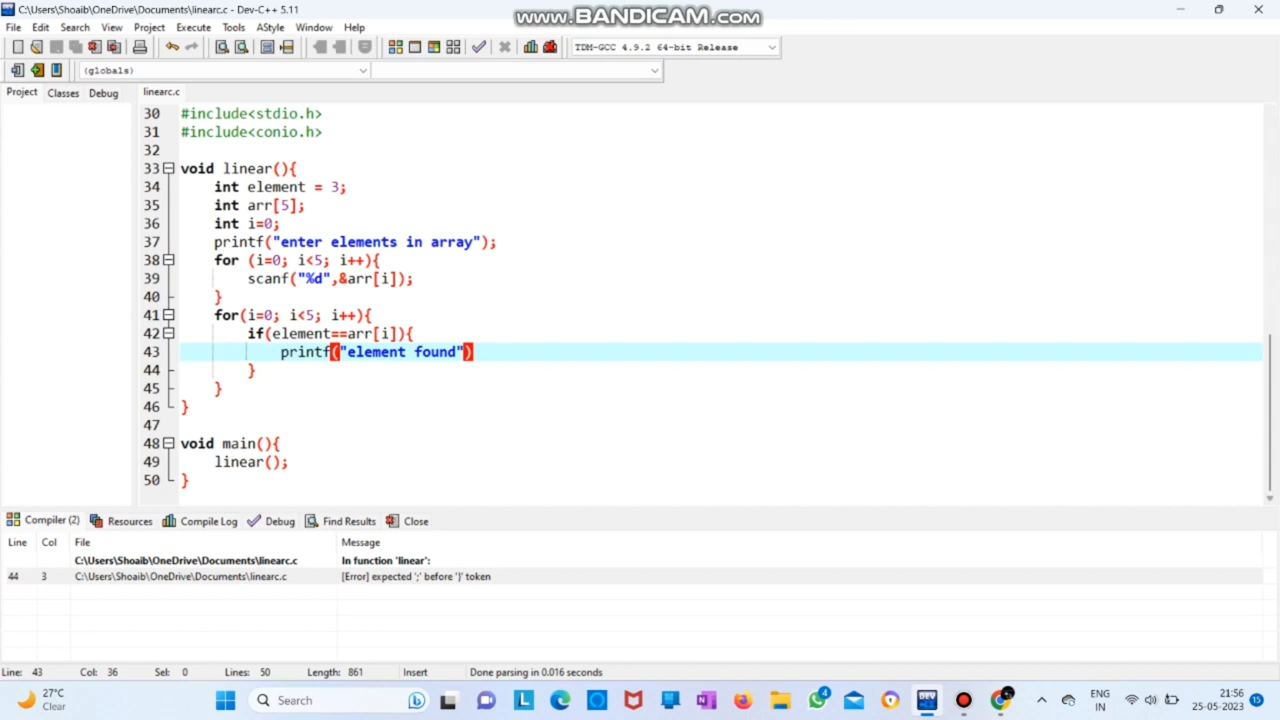 C:\Users\Shoaib\OneDrive\Documents\linearc.c - Dev-C++ 5.11
www.BANDICAM.com
File Edit Search View Project Execute Tools AStyle Window Help
TDM-GCC 4.9.2 64-bit Release
(globals)
Project Classes Debug linearc.c
30 #include<stdio.h>
31 #include<conio.h>
32
33 void linear(){
34 int element = 3;
35 int arr[5];
36 int i=0;
37 printf("enter elements in array");
38 for (i=0; i<5; i++){
39 scanf("%d",&arr[i]);
40 }
41 for(i=0; i<5; i++){
42 if(element==arr[i]){
43 printf("element found")
44 }
45 }
46 }
47
48 void main(){
49 linear();
50 }
Compiler (2) Resources Compile Log Debug Find Results Close
Line Col File Message
C:\Users\Shoaib\OneDrive\Documents\linearc.c In function 'linear':
44 3 C:\Users\Shoaib\OneDrive\Documents\linearc.c [Error] expected ';' before '}' token
Line: 43 Col: 36 Sel: 0 Lines: 50 Length: 861 Insert Done parsing in 0.016 seconds
27°C
Clear
Search
4
ENG
IN
21:56
25-05-2023
15